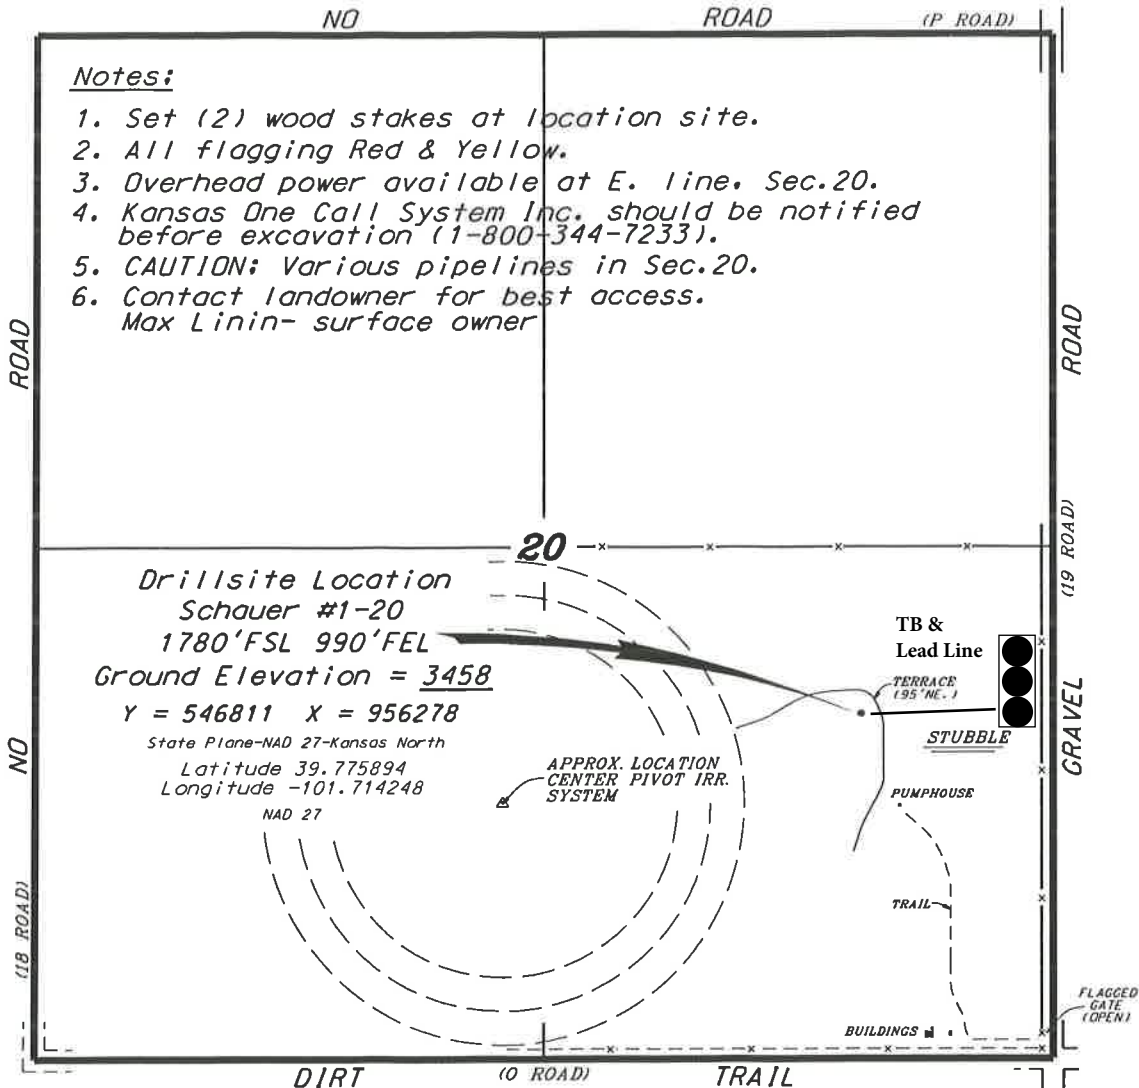 NO ROAD (P ROAD)
Notes:
1. Set (2) wood stakes at location site.
2. All flagging Red & Yellow.
3. Overhead power available at E. line. Sec.20.
4. Kansas One Call System Inc. should be notified
before excavation (1-800-344-7233).
5. CAUTION: Various pipelines in Sec.20.
6. Contact landowner for best access.
Max Linin- surface owner
ROAD
ROAD
(19 ROAD)
20
Drillsite Location
Schauer #1-20
1780'FSL 990'FEL
Ground Elevation = 3458
Y = 546811 X = 956278
State Plane-NAD 27-Kansas North
Latitude 39.775894
Longitude -101.714248
NAD 27
TB &
Lead Line
TERRACE
(95'NE.)
STUBBLE
GRAVEL
NO
APPROX. LOCATION
CENTER PIVOT IRR.
SYSTEM
PUMPHOUSE
TRAIL
(18 ROAD)
FLAGGED
GATE
(OPEN)
BUILDINGS
DIRT (O ROAD) TRAIL